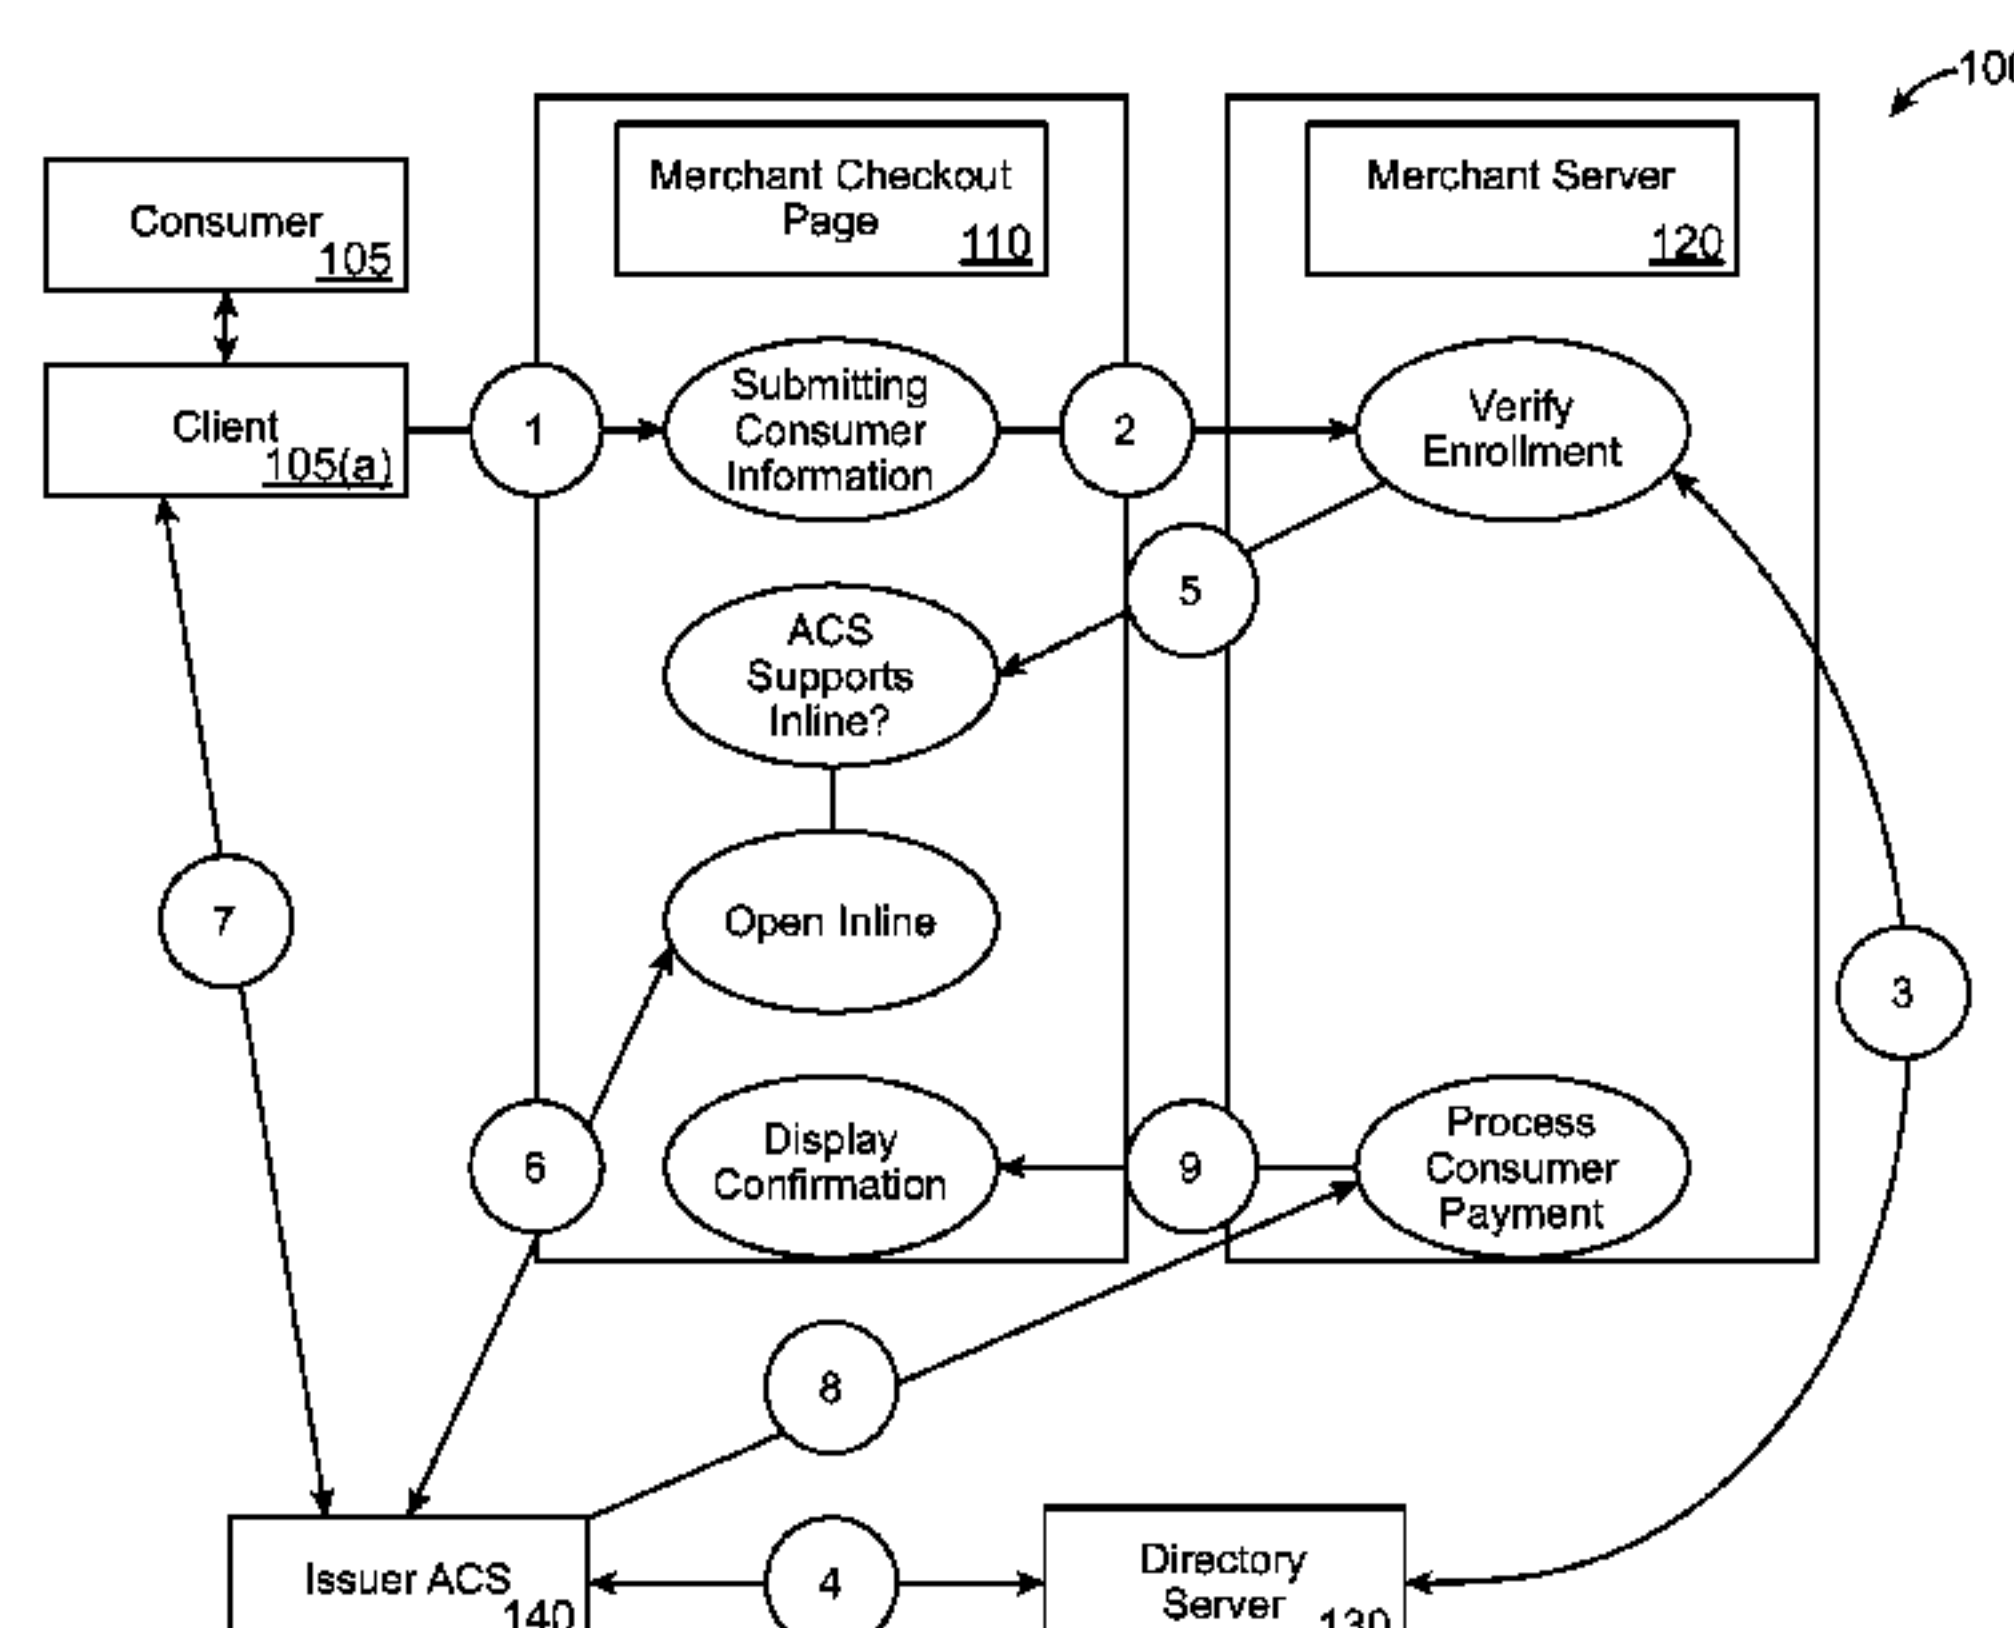 100
Consumer
105
Merchant Checkout
Page
110
Merchant Server
120
Client
105(a)
1
Submitting
Consumer
Information
2
Verify
Enrollment
5
ACS
Supports
Inline?
7
Open Inline
3
6
Display
Confirmation
9
Process
Consumer
Payment
8
Issuer ACS
140
4
Directory
Server
130